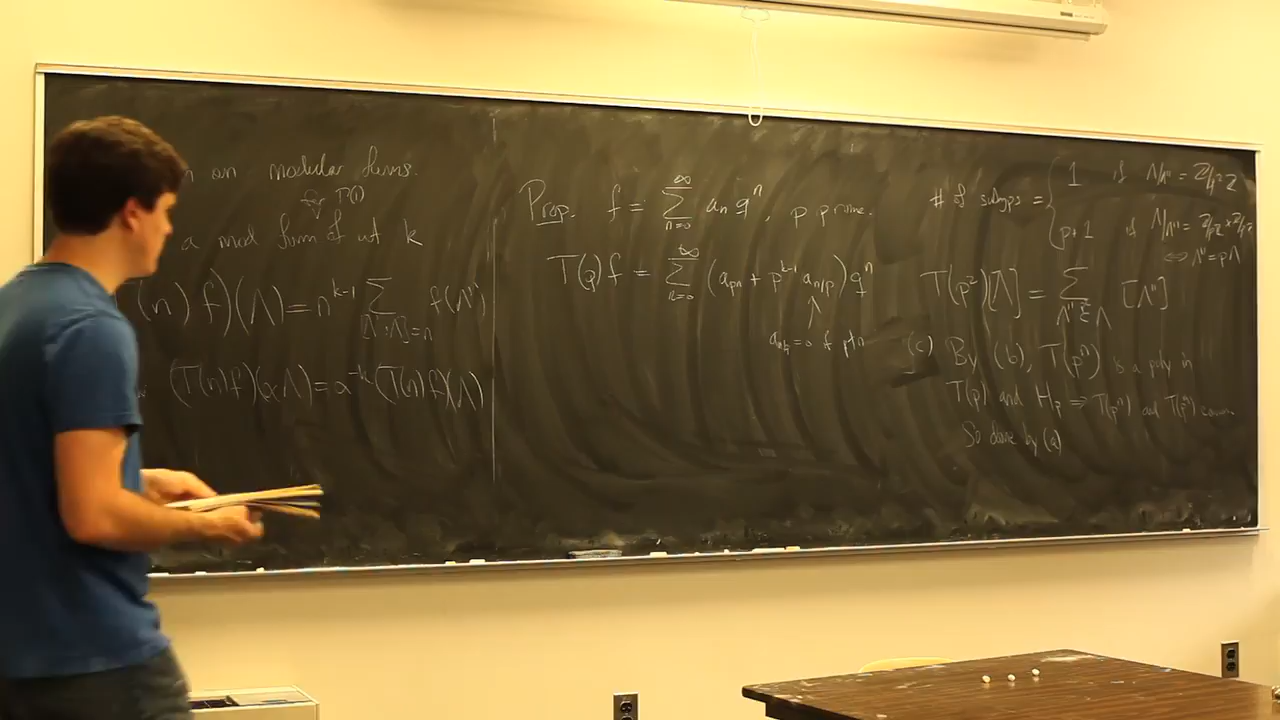 n on modular forms.
for Γ(1)
a mod form of wt k
(n) f)(Λ) = n^{k-1} Σ_{[Λ':Λ]=n} f(Λ')
(T(n)f)(αΛ) = α^{-k} (T(n)f)(Λ)
Prop. f = Σ_{n=0}^{∞} a_n q^n, p prime.
T(p)f = Σ_{n=0}^{∞} (a_{pn} + p^{k-1} a_{n/p}) q^n
a_{n/p} = 0 if p∤n
# of subgps = { 1 if Λ/Λ'' = Z/p²Z
p+1 if Λ/Λ'' = Z/pZ × Z/pZ
⇔ Λ'' = pΛ
T(p²)[Λ] = Σ_{Λ'' ⊆ Λ} [Λ'']
(c) By (b), T(p^n) is a poly in
T(p) and H_p ⇒ T(p^n) and T(p^m) comm.
So done by (a)